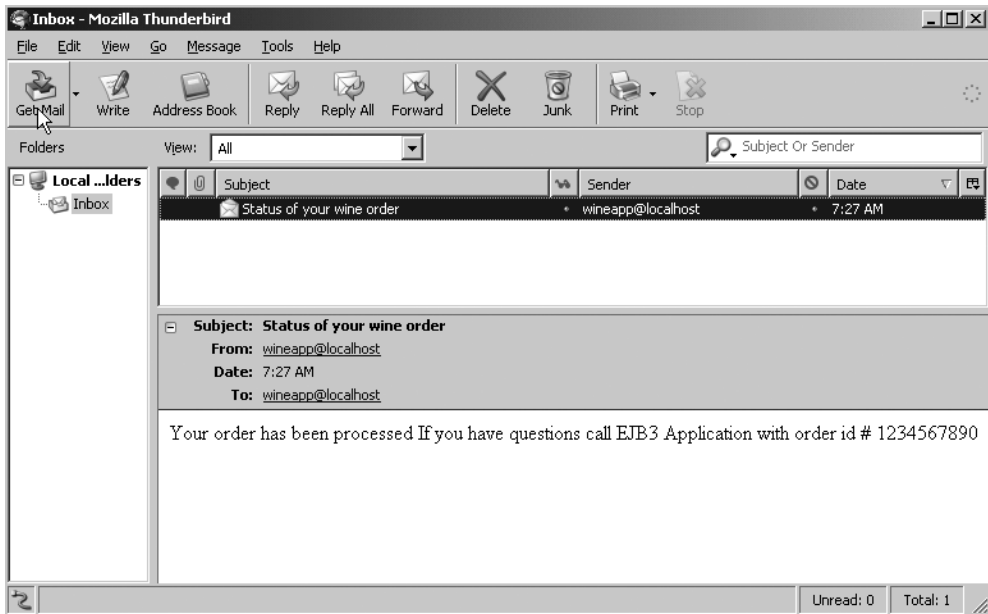 Inbox - Mozilla Thunderbird
File Edit View Go Message Tools Help
Get Mail Write Address Book Reply Reply All Forward Delete Junk Print Stop
Folders View: All Subject Or Sender
Local ...lders Subject Sender Date
Inbox Status of your wine order wineapp@localhost 7:27 AM
Subject: Status of your wine order
From: wineapp@localhost
Date: 7:27 AM
To: wineapp@localhost
Your order has been processed If you have questions call EJB3 Application with order id # 1234567890
Unread: 0 Total: 1